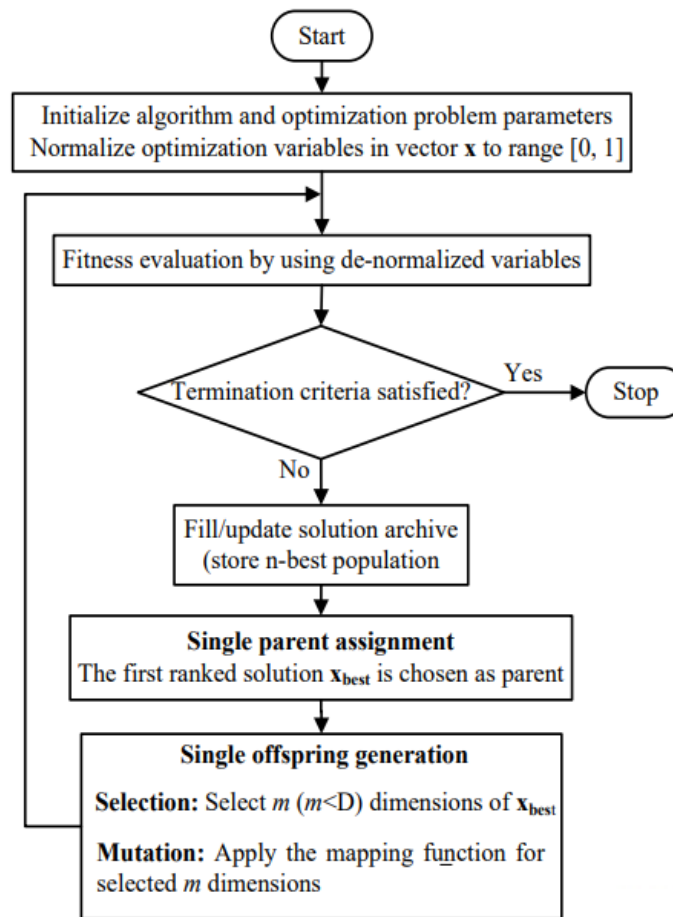 Start
Initialize algorithm and optimization problem parameters
Normalize optimization variables in vector x to range [0, 1]
Fitness evaluation by using de-normalized variables
Termination criteria satisfied?
Yes
Stop
No
Fill/update solution archive
(store n-best population
Single parent assignment
The first ranked solution xbest is chosen as parent
Single offspring generation
Selection: Select m (m<D) dimensions of xbest
Mutation: Apply the mapping function for
selected m dimensions